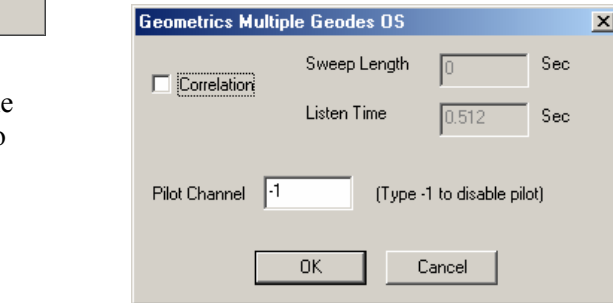 Geometrics Multiple Geodes OS
Sweep Length 0 Sec
Correlation
e
Listen Time 0.512 Sec
o
Pilot Channel -1 (Type -1 to disable pilot)
OK Cancel